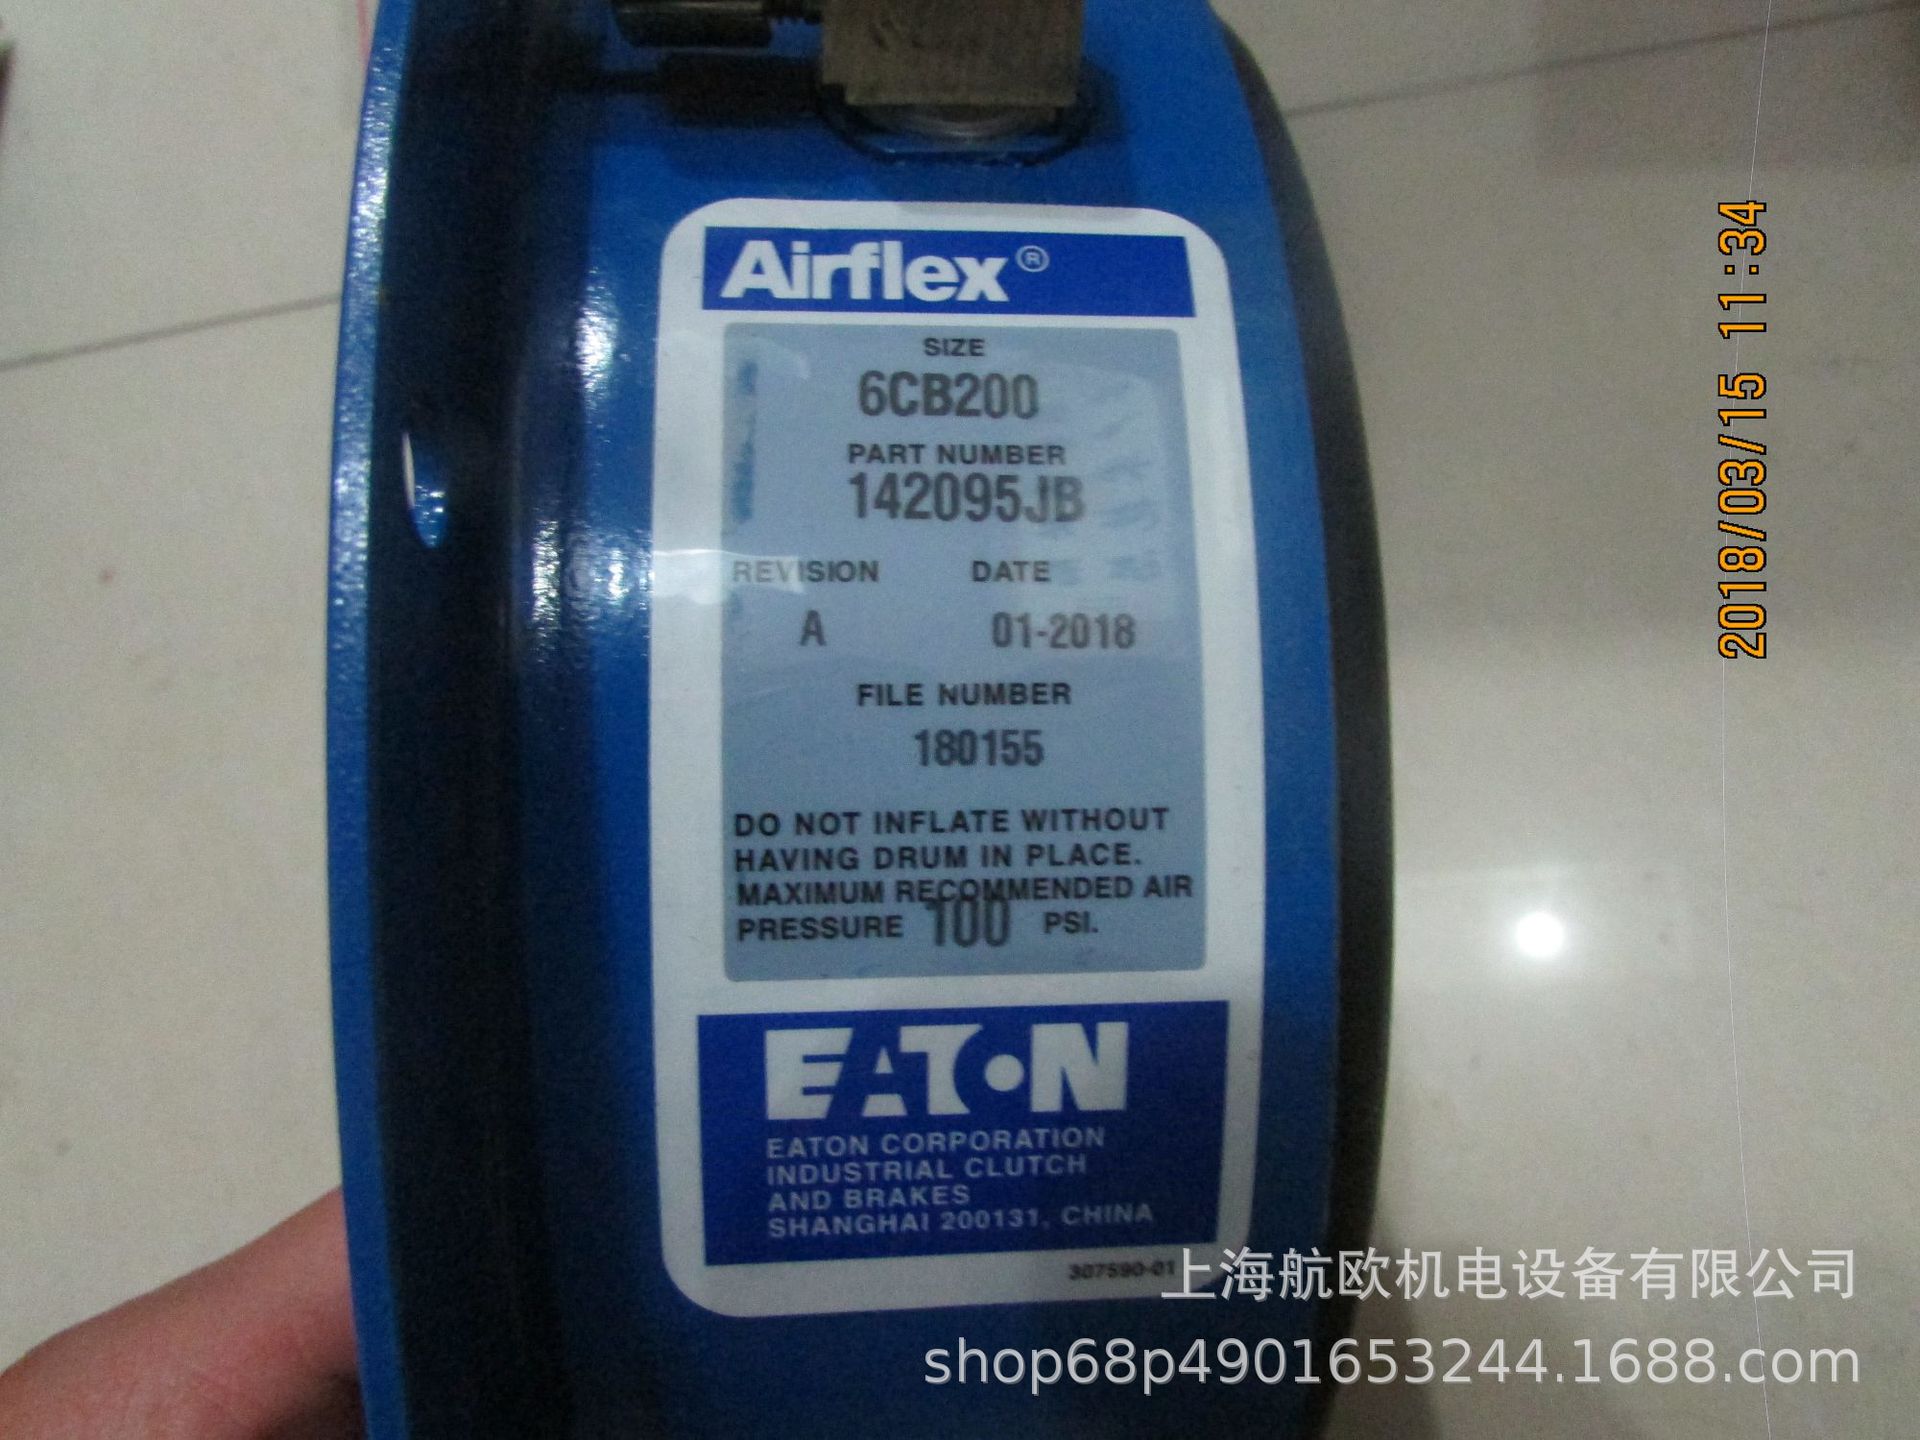 Airflex®
SIZE
6CB200
PART NUMBER
142095JB
REVISION DATE
A 01-2018
FILE NUMBER
180155
DO NOT INFLATE WITHOUT
HAVING DRUM IN PLACE.
MAXIMUM RECOMMENDED AIR
PRESSURE 100 PSI.
EATON
EATON CORPORATION
INDUSTRIAL CLUTCH
AND BRAKES
SHANGHAI 200131, CHINA
307590-01
2018/03/15 11:34
上海航欧机电设备有限公司
shop68p4901653244.1688.com